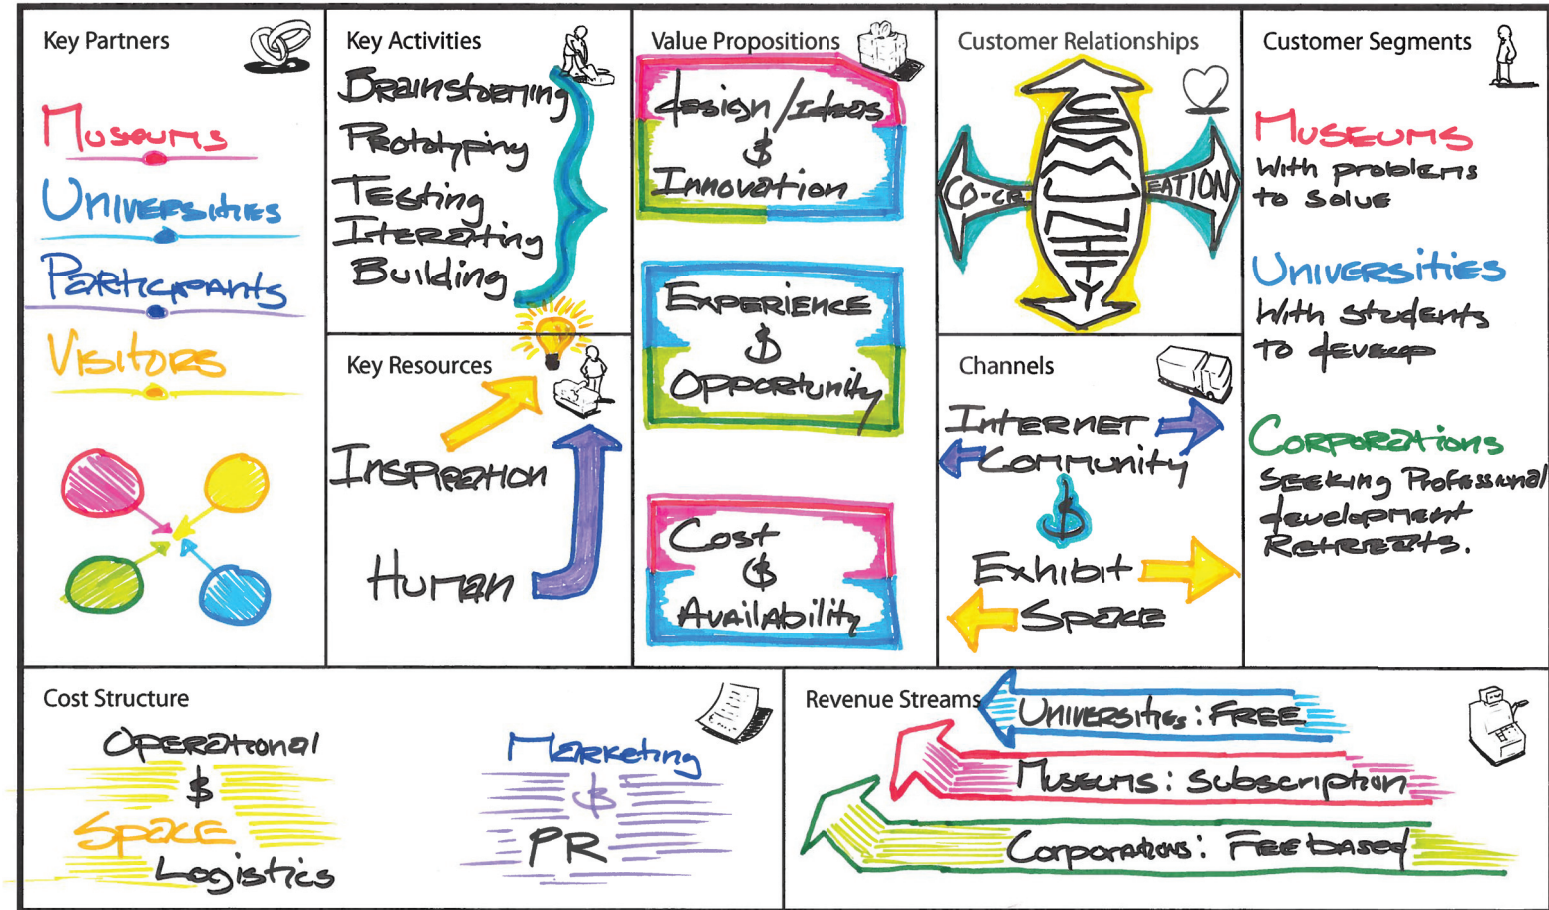 Key Partners
Museums
Universities
Participants
Visitors
Key Activities
Brainstorming
Prototyping
Testing
Iterating
Building
Key Resources
Inspiration
Human
Value Propositions
design/Ideas
&
Innovation
Experience
&
Opportunity
Cost
&
Availability
Customer Relationships
COMMUNITY
CO-CREATION
Channels
Internet
Community
&
Exhibit
Space
Customer Segments
Museums
With problems
to solve
Universities
With students
to develop
Corporations
Seeking Professional
development
Retreats.
Cost Structure
Operational
&
Space
Logistics
Marketing
&
PR
Revenue Streams
Universities: FREE
Museums: Subscription
Corporations: Fee based